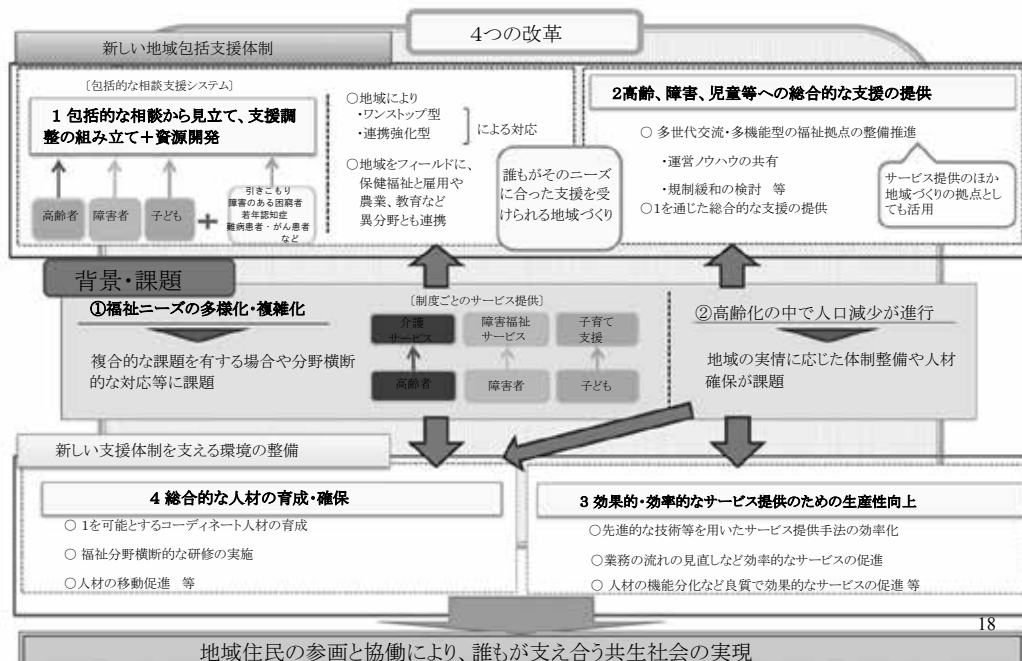 4つの改革
新しい地域包括支援体制
〔包括的な相談支援システム〕
1 包括的な相談から見立て、支援調
整の組み立て＋資源開発
高齢者
障害者
子ども
＋
引きこもり
障害のある困窮者
若年認知症
難病患者・がん患者
など
○地域により
・ワンストップ型
・連携強化型
による対応
○地域をフィールドに、
保健福祉と雇用や
農業、教育など
異分野とも連携
誰もがそのニーズ
に合った支援を受
けられる地域づくり
2高齢、障害、児童等への総合的な支援の提供
○ 多世代交流・多機能型の福祉拠点の整備推進
・運営ノウハウの共有
・規制緩和の検討 等
○1を通じた総合的な支援の提供
サービス提供のほか
地域づくりの拠点とし
ても活用
背景・課題
①福祉ニーズの多様化・複雑化
複合的な課題を有する場合や分野横断
的な対応等に課題
〔制度ごとのサービス提供〕
介護
サービス
障害福祉
サービス
子育て
支援
高齢者
障害者
子ども
②高齢化の中で人口減少が進行
地域の実情に応じた体制整備や人材
確保が課題
新しい支援体制を支える環境の整備
4 総合的な人材の育成・確保
○ 1を可能とするコーディネート人材の育成
○ 福祉分野横断的な研修の実施
○人材の移動促進 等
3 効果的・効率的なサービス提供のための生産性向上
○先進的な技術等を用いたサービス提供手法の効率化
○業務の流れの見直しなど効率的なサービスの促進
○ 人材の機能分化など良質で効果的なサービスの促進 等
18
地域住民の参画と協働により、誰もが支え合う共生社会の実現